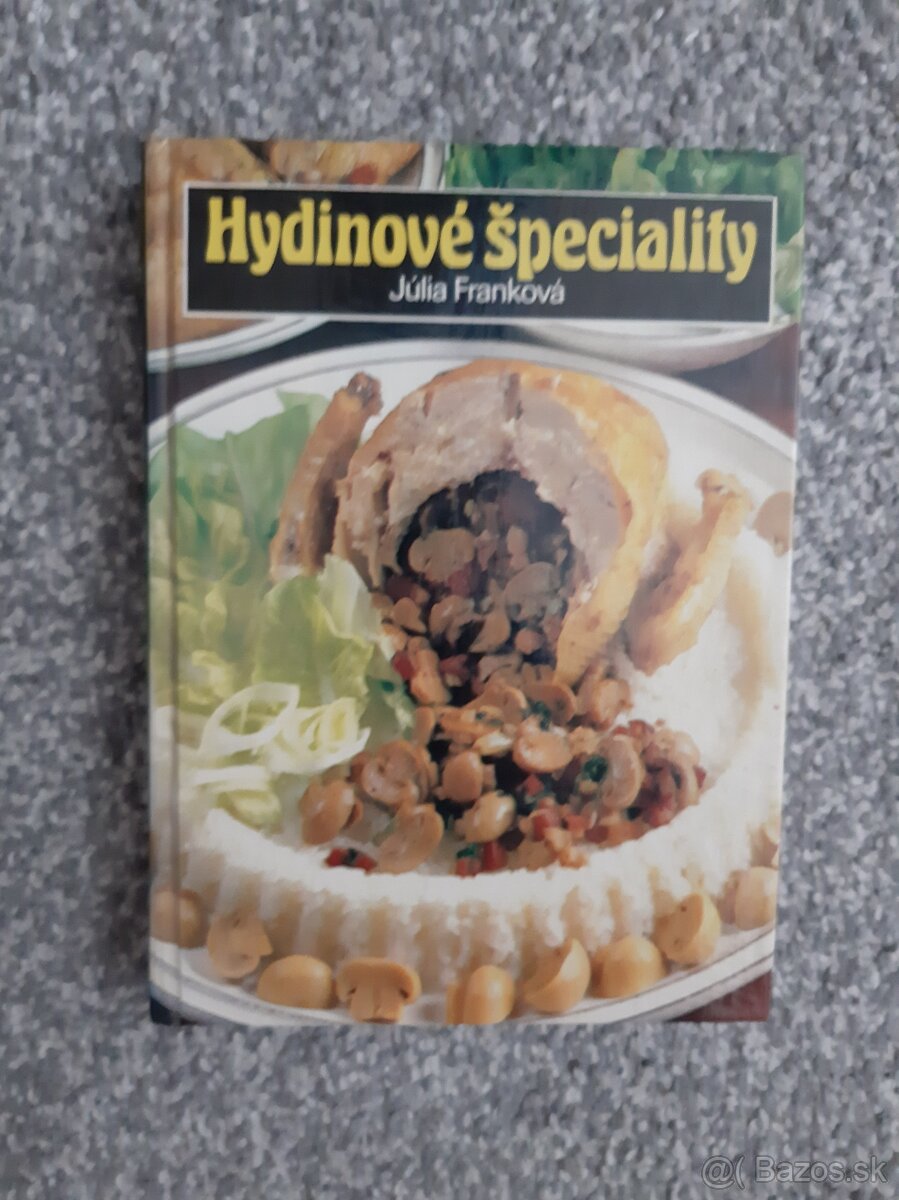 Hydinové špeciality
Júlia Franková
@( Bazos.sk